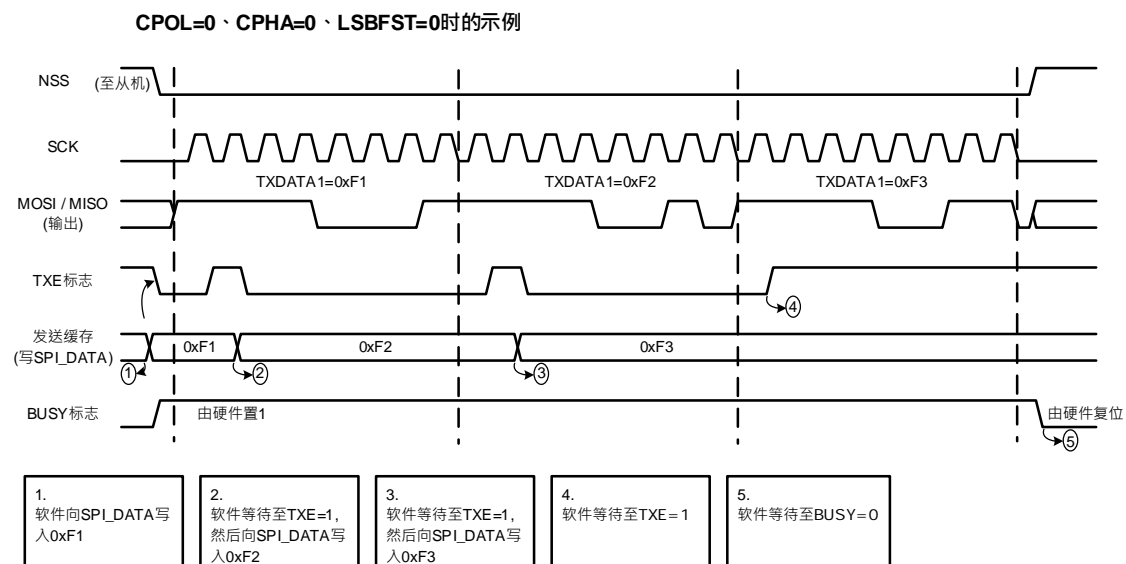 CPOL=0、CPHA=0、LSBFST=0时的示例
NSS (至从机)
SCK
TXDATA1=0xF1 TXDATA1=0xF2 TXDATA1=0xF3
MOSI / MISO
(输出)
TXE标志
④
发送缓存
(写SPI_DATA)
0xF1 0xF2 0xF3
① ② ③
BUSY标志 由硬件置1 由硬件复位
⑤
1.
软件向SPI_DATA写
入0xF1
2.
软件等待至TXE=1,
然后向SPI_DATA写
入0xF2
3.
软件等待至TXE=1,
然后向SPI_DATA写
入0xF3
4.
软件等待至TXE=1
5.
软件等待至BUSY=0